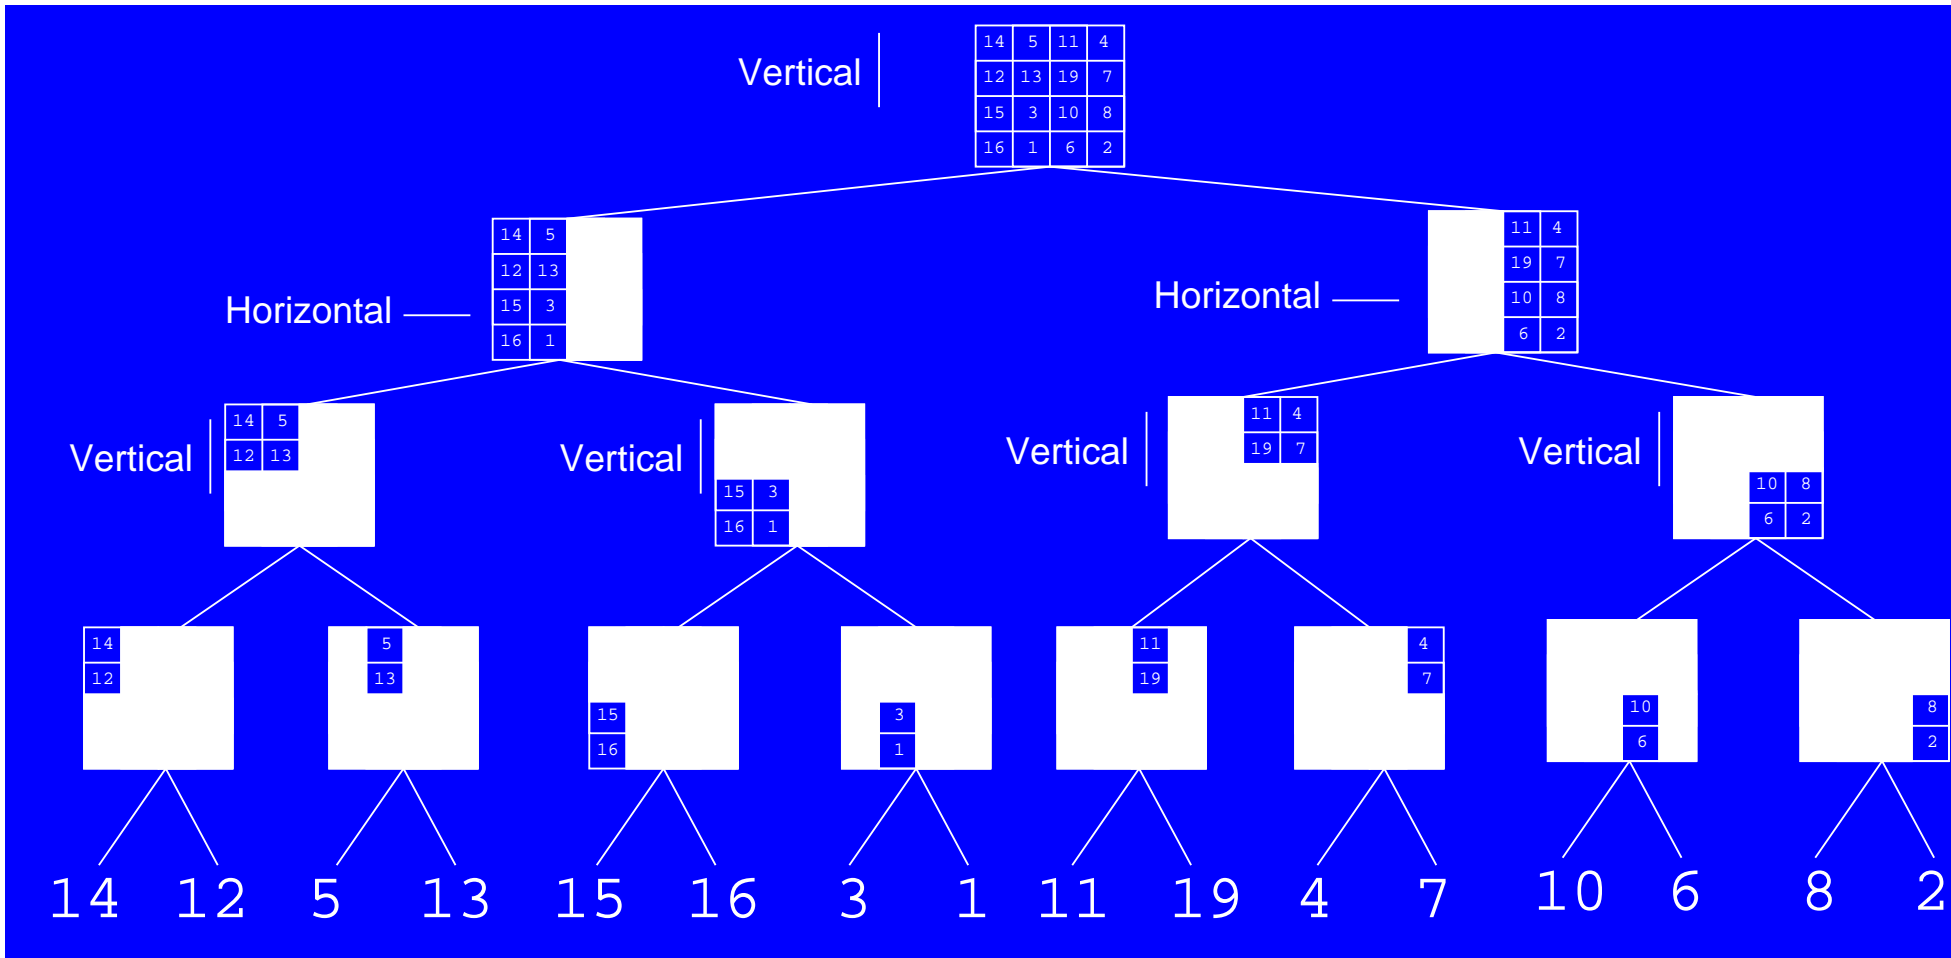 14 5 11 4
Vertical
12 13 19 7
15 3 10 8
16 1 6 2
14 5
12 13
Horizontal
15 3
16 1
11 4
19 7
Horizontal
10 8
6 2
14 5
Vertical
12 13
Vertical
15 3
16 1
11 4
Vertical
19 7
Vertical
10 8
6 2
14
12
5
13
15
16
3
1
11
19
4
7
10
6
8
2
14 12 5 13 15 16 3 1 11 19 4 7 10 6 8 2